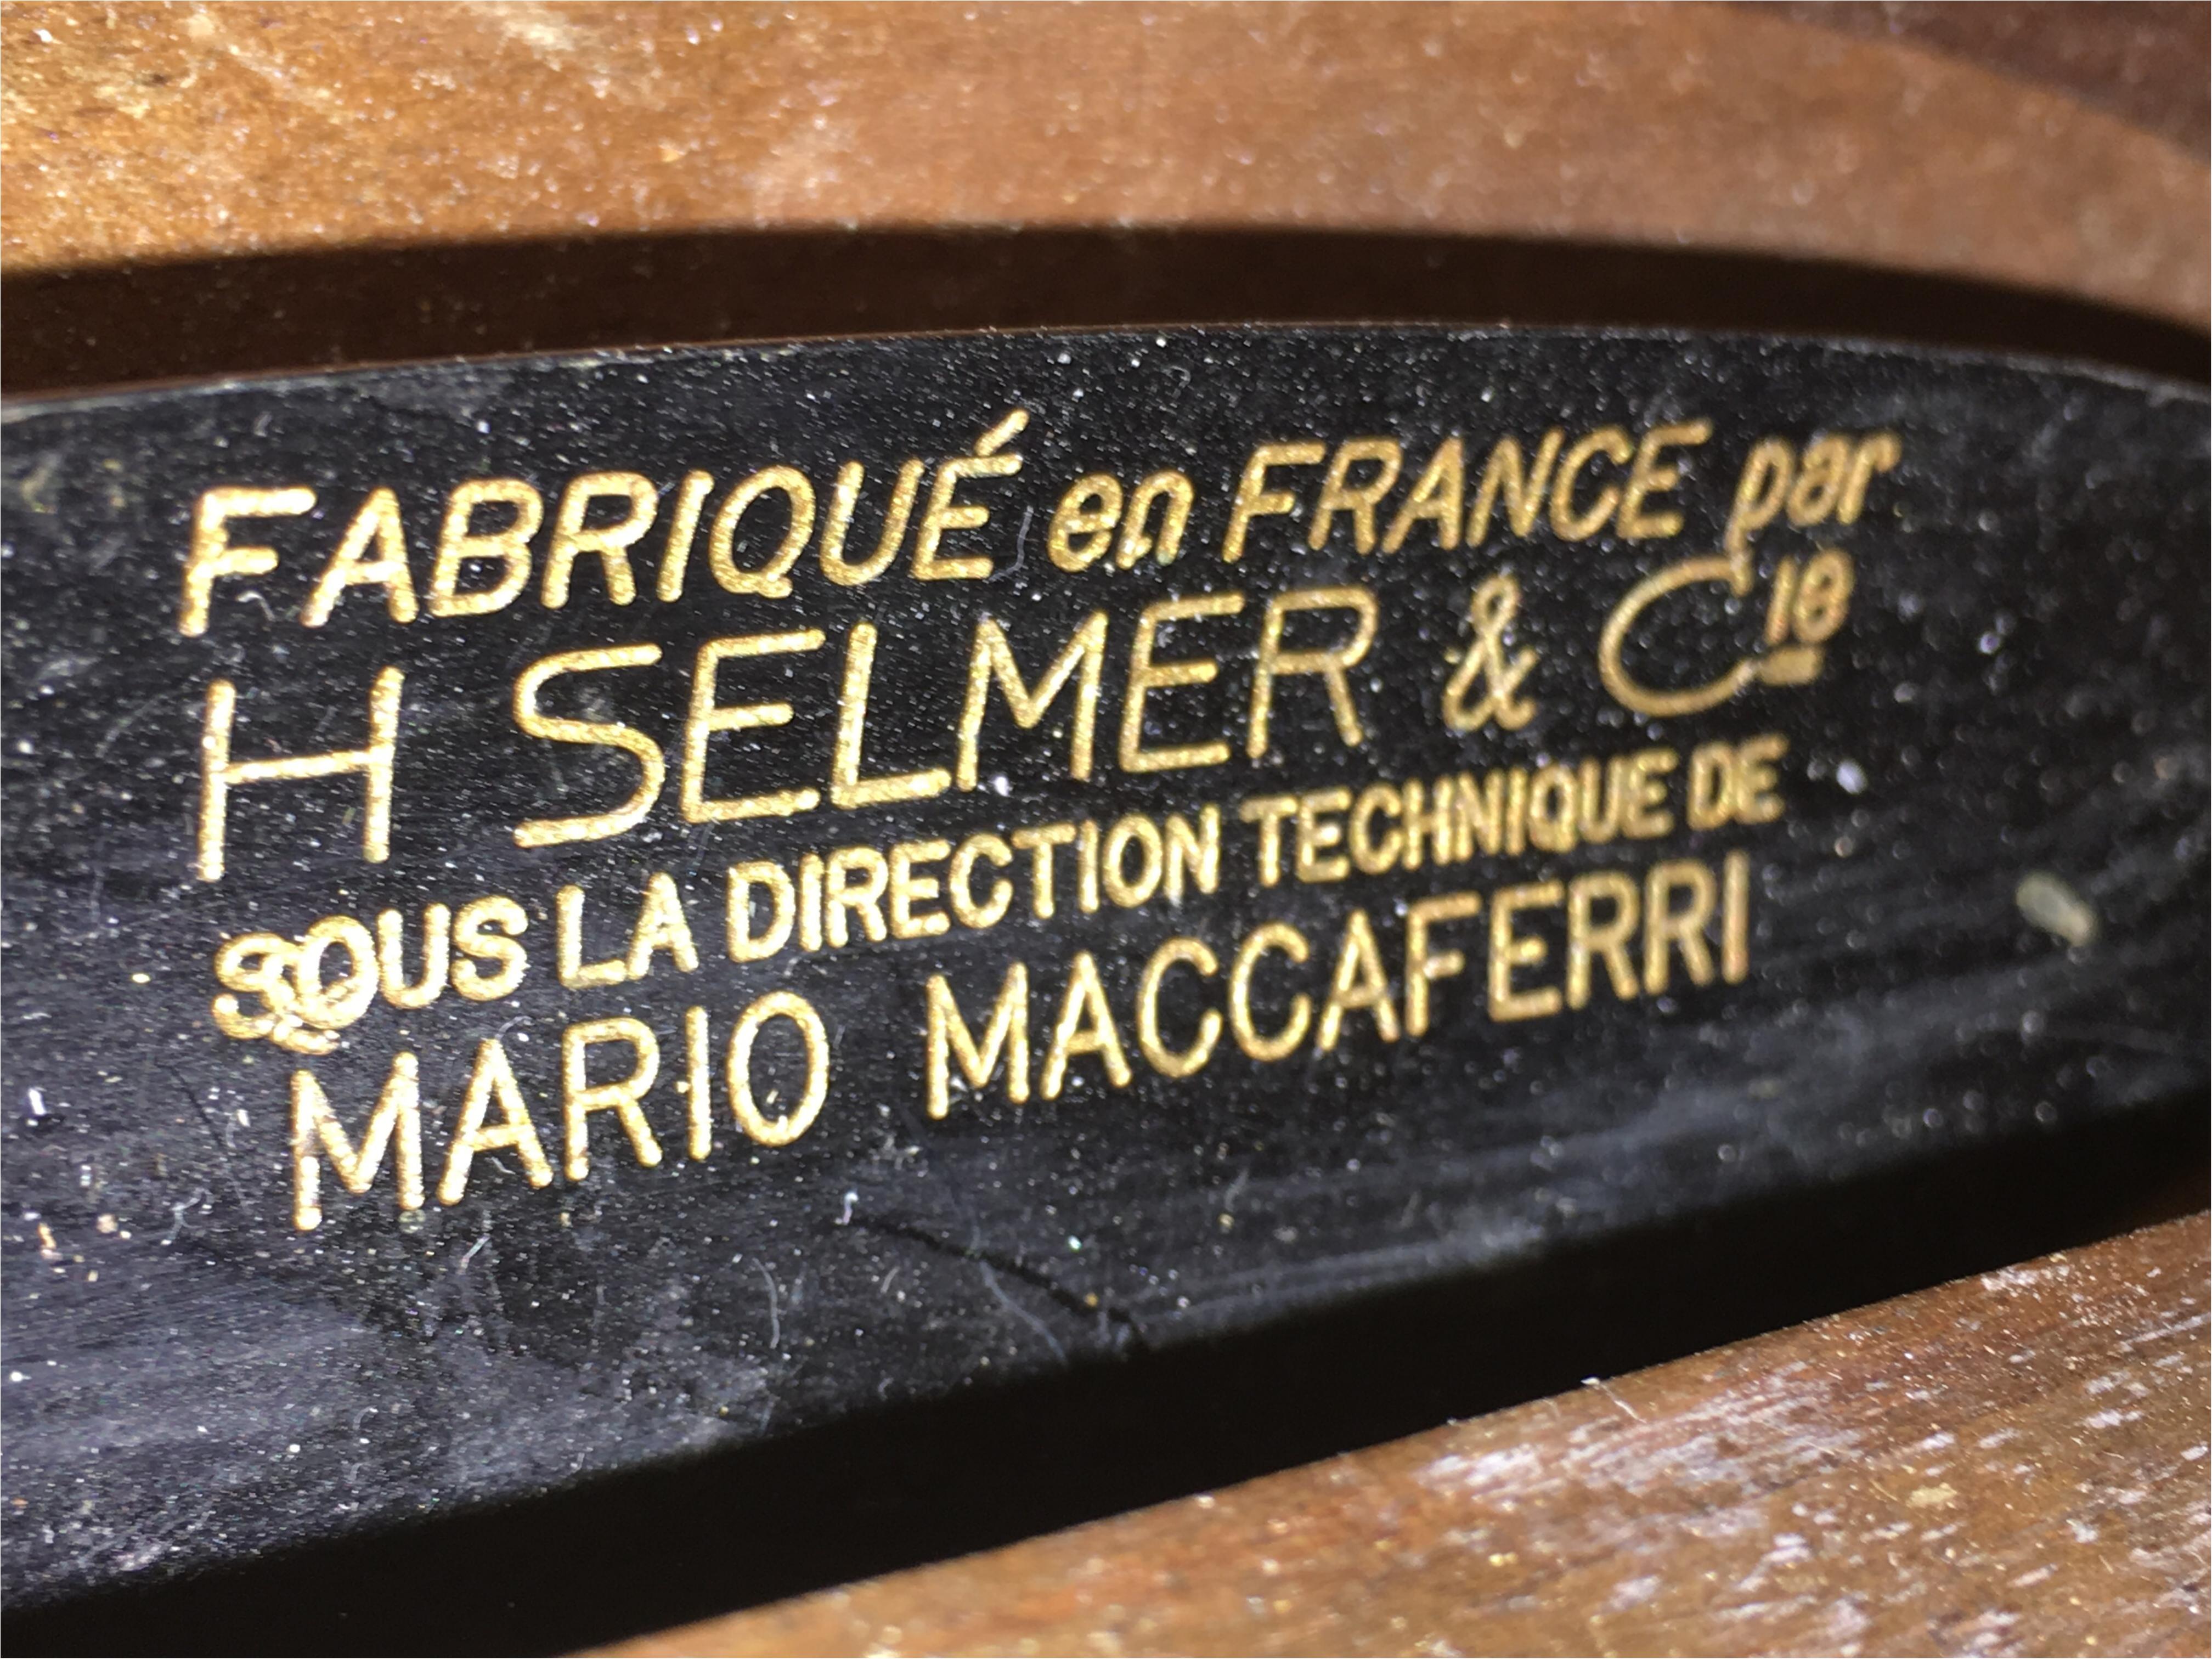 FABRIQUÉ en FRANCE par
H SELMER & Cie
SOUS LA DIRECTION TECHNIQUE DE
MARIO MACCAFERRI